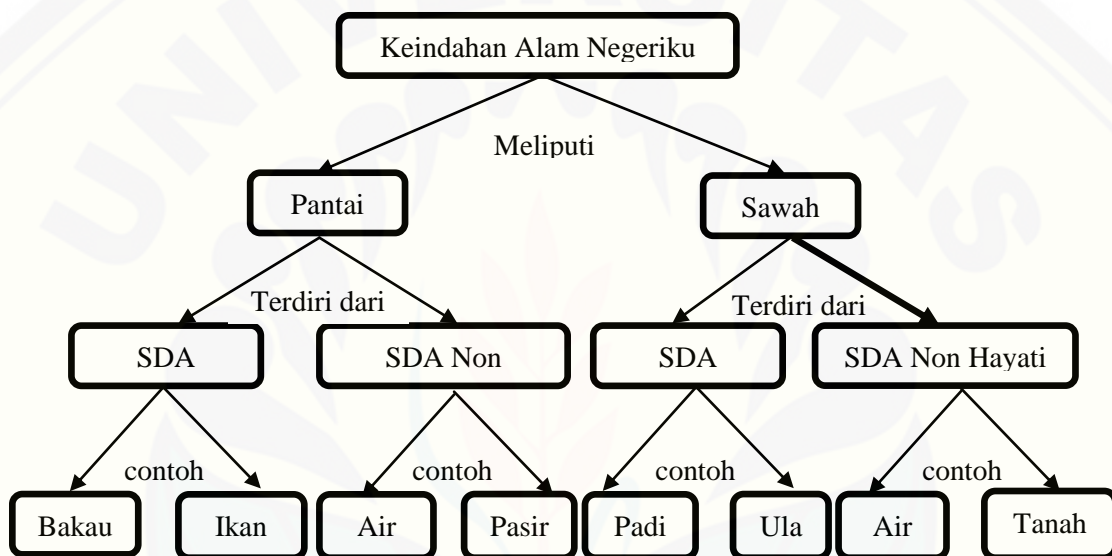 Keindahan Alam Negeriku
Meliputi
Pantai
Sawah
Terdiri dari
Terdiri dari
SDA
SDA Non
SDA
SDA Non Hayati
contoh
contoh
contoh
contoh
Bakau
Ikan
Air
Pasir
Padi
Ula
Air
Tanah
UNIVERSITAS